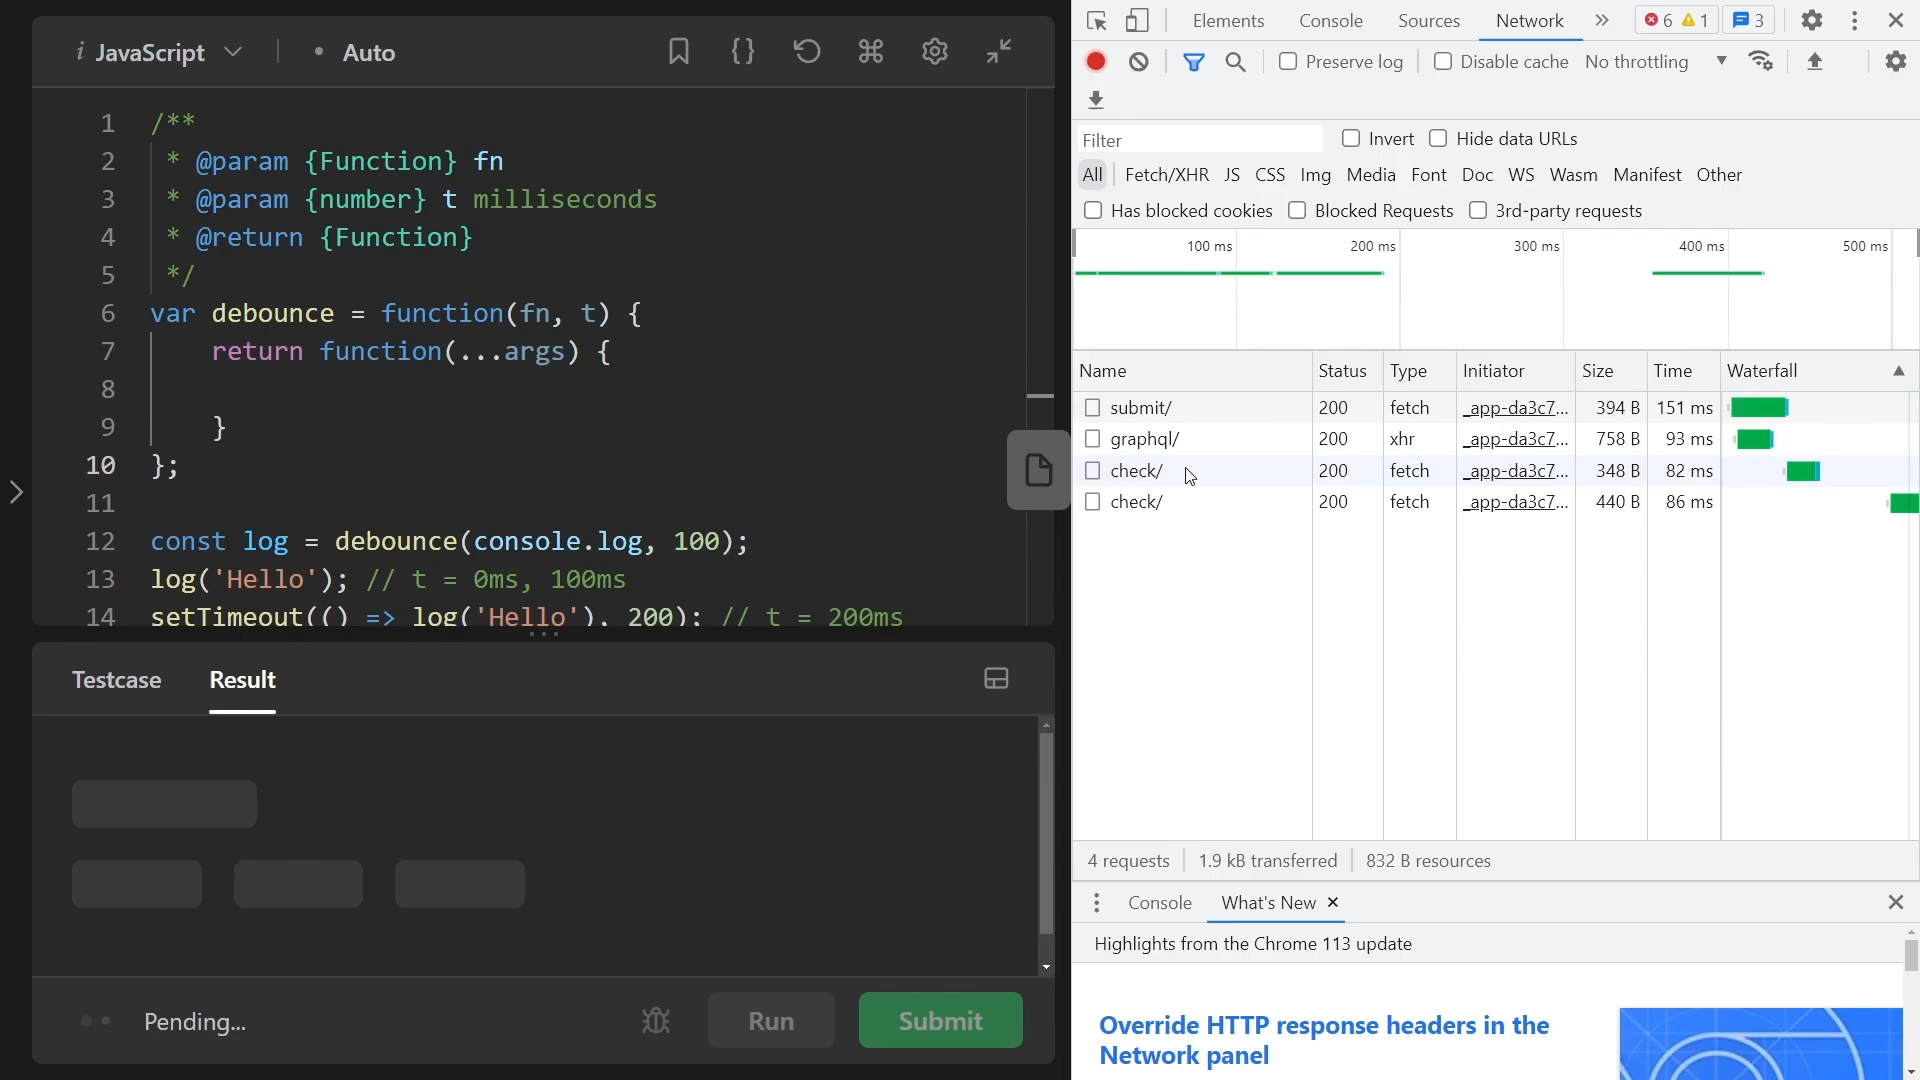 i JavaScript • Auto
1 /**
2 * @param {Function} fn
3 * @param {number} t milliseconds
4 * @return {Function}
5 */
6 var debounce = function(fn, t) {
7 return function(...args) {
8
9 }
10 };
11
12 const log = debounce(console.log, 100);
13 log('Hello'); // t = 0ms, 100ms
14 setTimeout(() => log('Hello'), 200); // t = 200ms
Testcase Result
Pending... Run Submit
Elements Console Sources Network 6 1 3
Preserve log Disable cache No throttling
Filter Invert Hide data URLs
All Fetch/XHR JS CSS Img Media Font Doc WS Wasm Manifest Other
Has blocked cookies Blocked Requests 3rd-party requests
100 ms 200 ms 300 ms 400 ms 500 ms
Name Status Type Initiator Size Time Waterfall
submit/ 200 fetch _app-da3c7... 394 B 151 ms
graphql/ 200 xhr _app-da3c7... 758 B 93 ms
check/ 200 fetch _app-da3c7... 348 B 82 ms
check/ 200 fetch _app-da3c7... 440 B 86 ms
4 requests 1.9 kB transferred 832 B resources
Console What's New
Highlights from the Chrome 113 update
Override HTTP response headers in the
Network panel